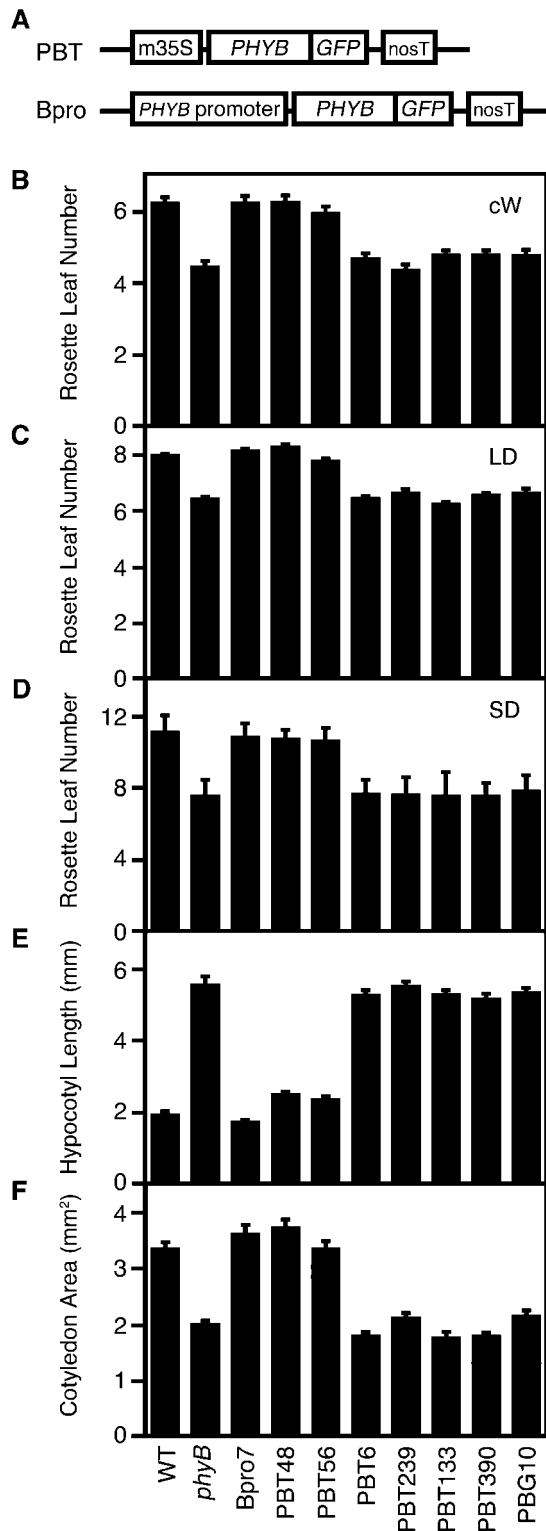 A
PBT m35S PHYB GFP nosT
Bpro PHYB promoter PHYB GFP nosT
B
Rosette Leaf Number
6
4
2
0
cW
C
Rosette Leaf Number
8
6
4
2
0
LD
D
Rosette Leaf Number
12
8
4
0
SD
E
Hypocotyl Length (mm)
6
4
2
0
F
Cotyledon Area (mm²)
4
3
2
1
0
WT
phyB
Bpro7
PBT48
PBT56
PBT6
PBT239
PBT133
PBT390
PBG10